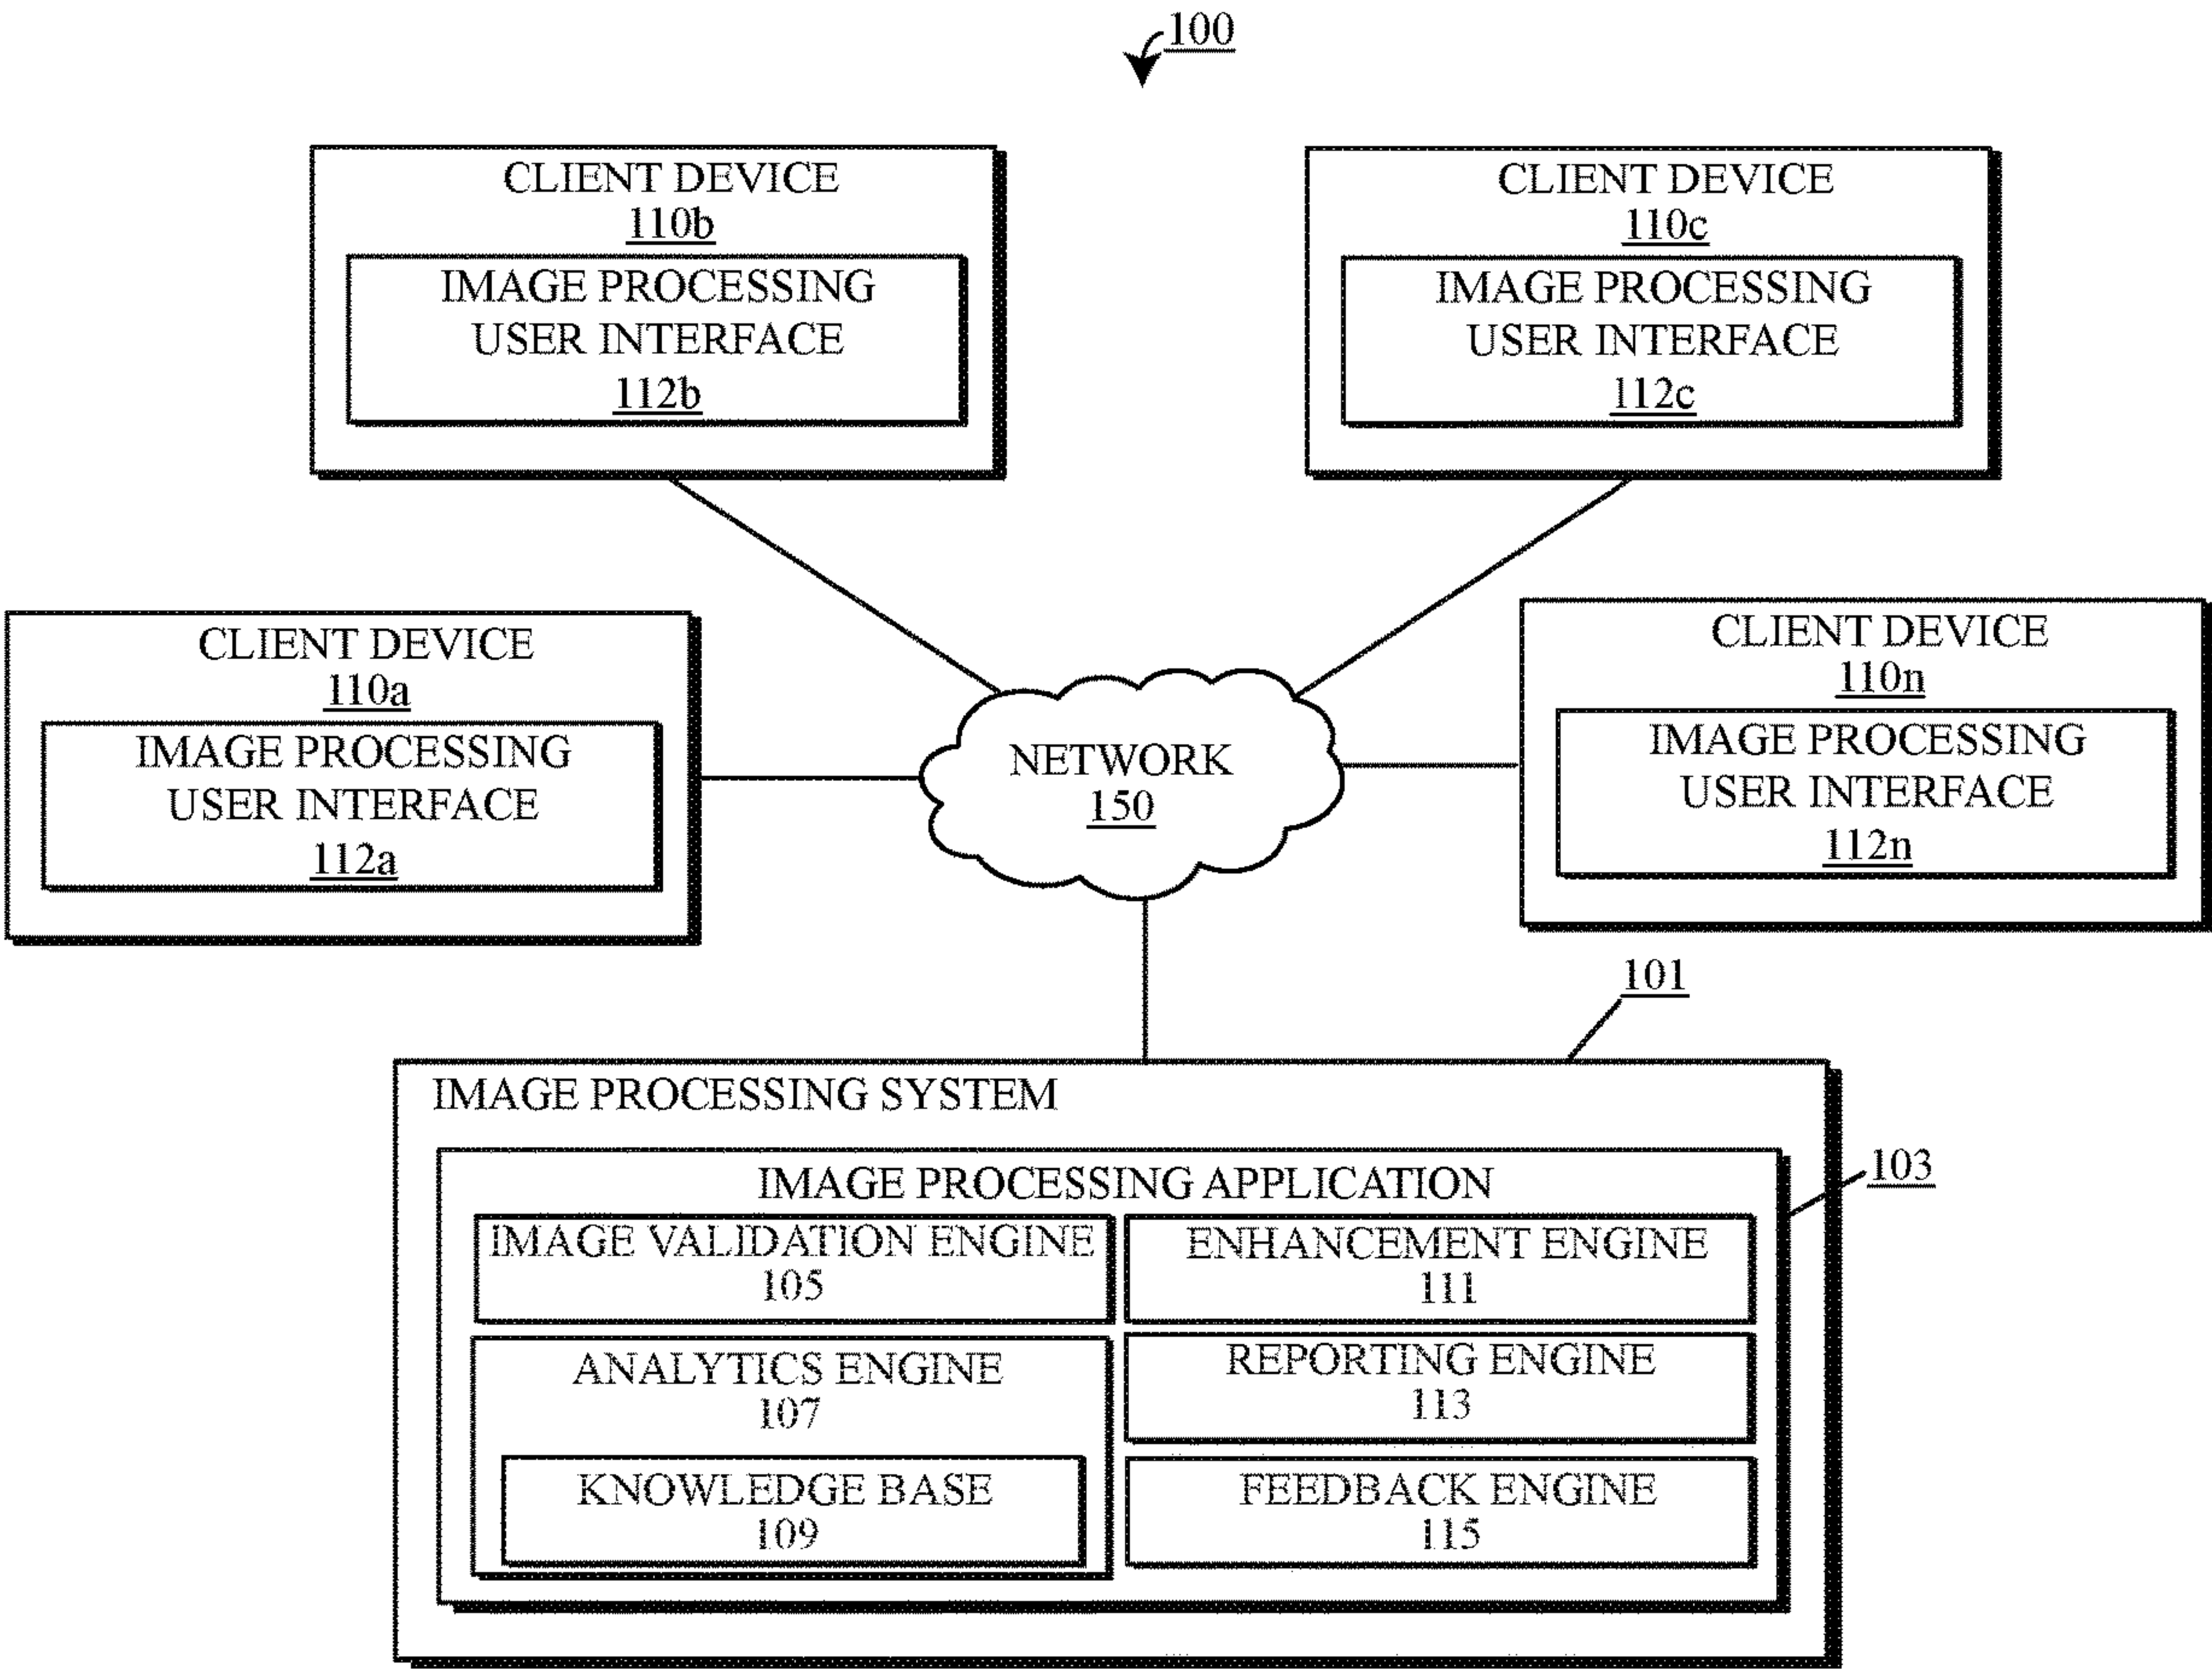 100
CLIENT DEVICE
110b
IMAGE PROCESSING
USER INTERFACE
112b
CLIENT DEVICE
110c
IMAGE PROCESSING
USER INTERFACE
112c
CLIENT DEVICE
110a
IMAGE PROCESSING
USER INTERFACE
112a
NETWORK
150
CLIENT DEVICE
110n
IMAGE PROCESSING
USER INTERFACE
112n
101
IMAGE PROCESSING SYSTEM
103
IMAGE PROCESSING APPLICATION
IMAGE VALIDATION ENGINE
105
ANALYTICS ENGINE
107
KNOWLEDGE BASE
109
ENHANCEMENT ENGINE
111
REPORTING ENGINE
113
FEEDBACK ENGINE
115